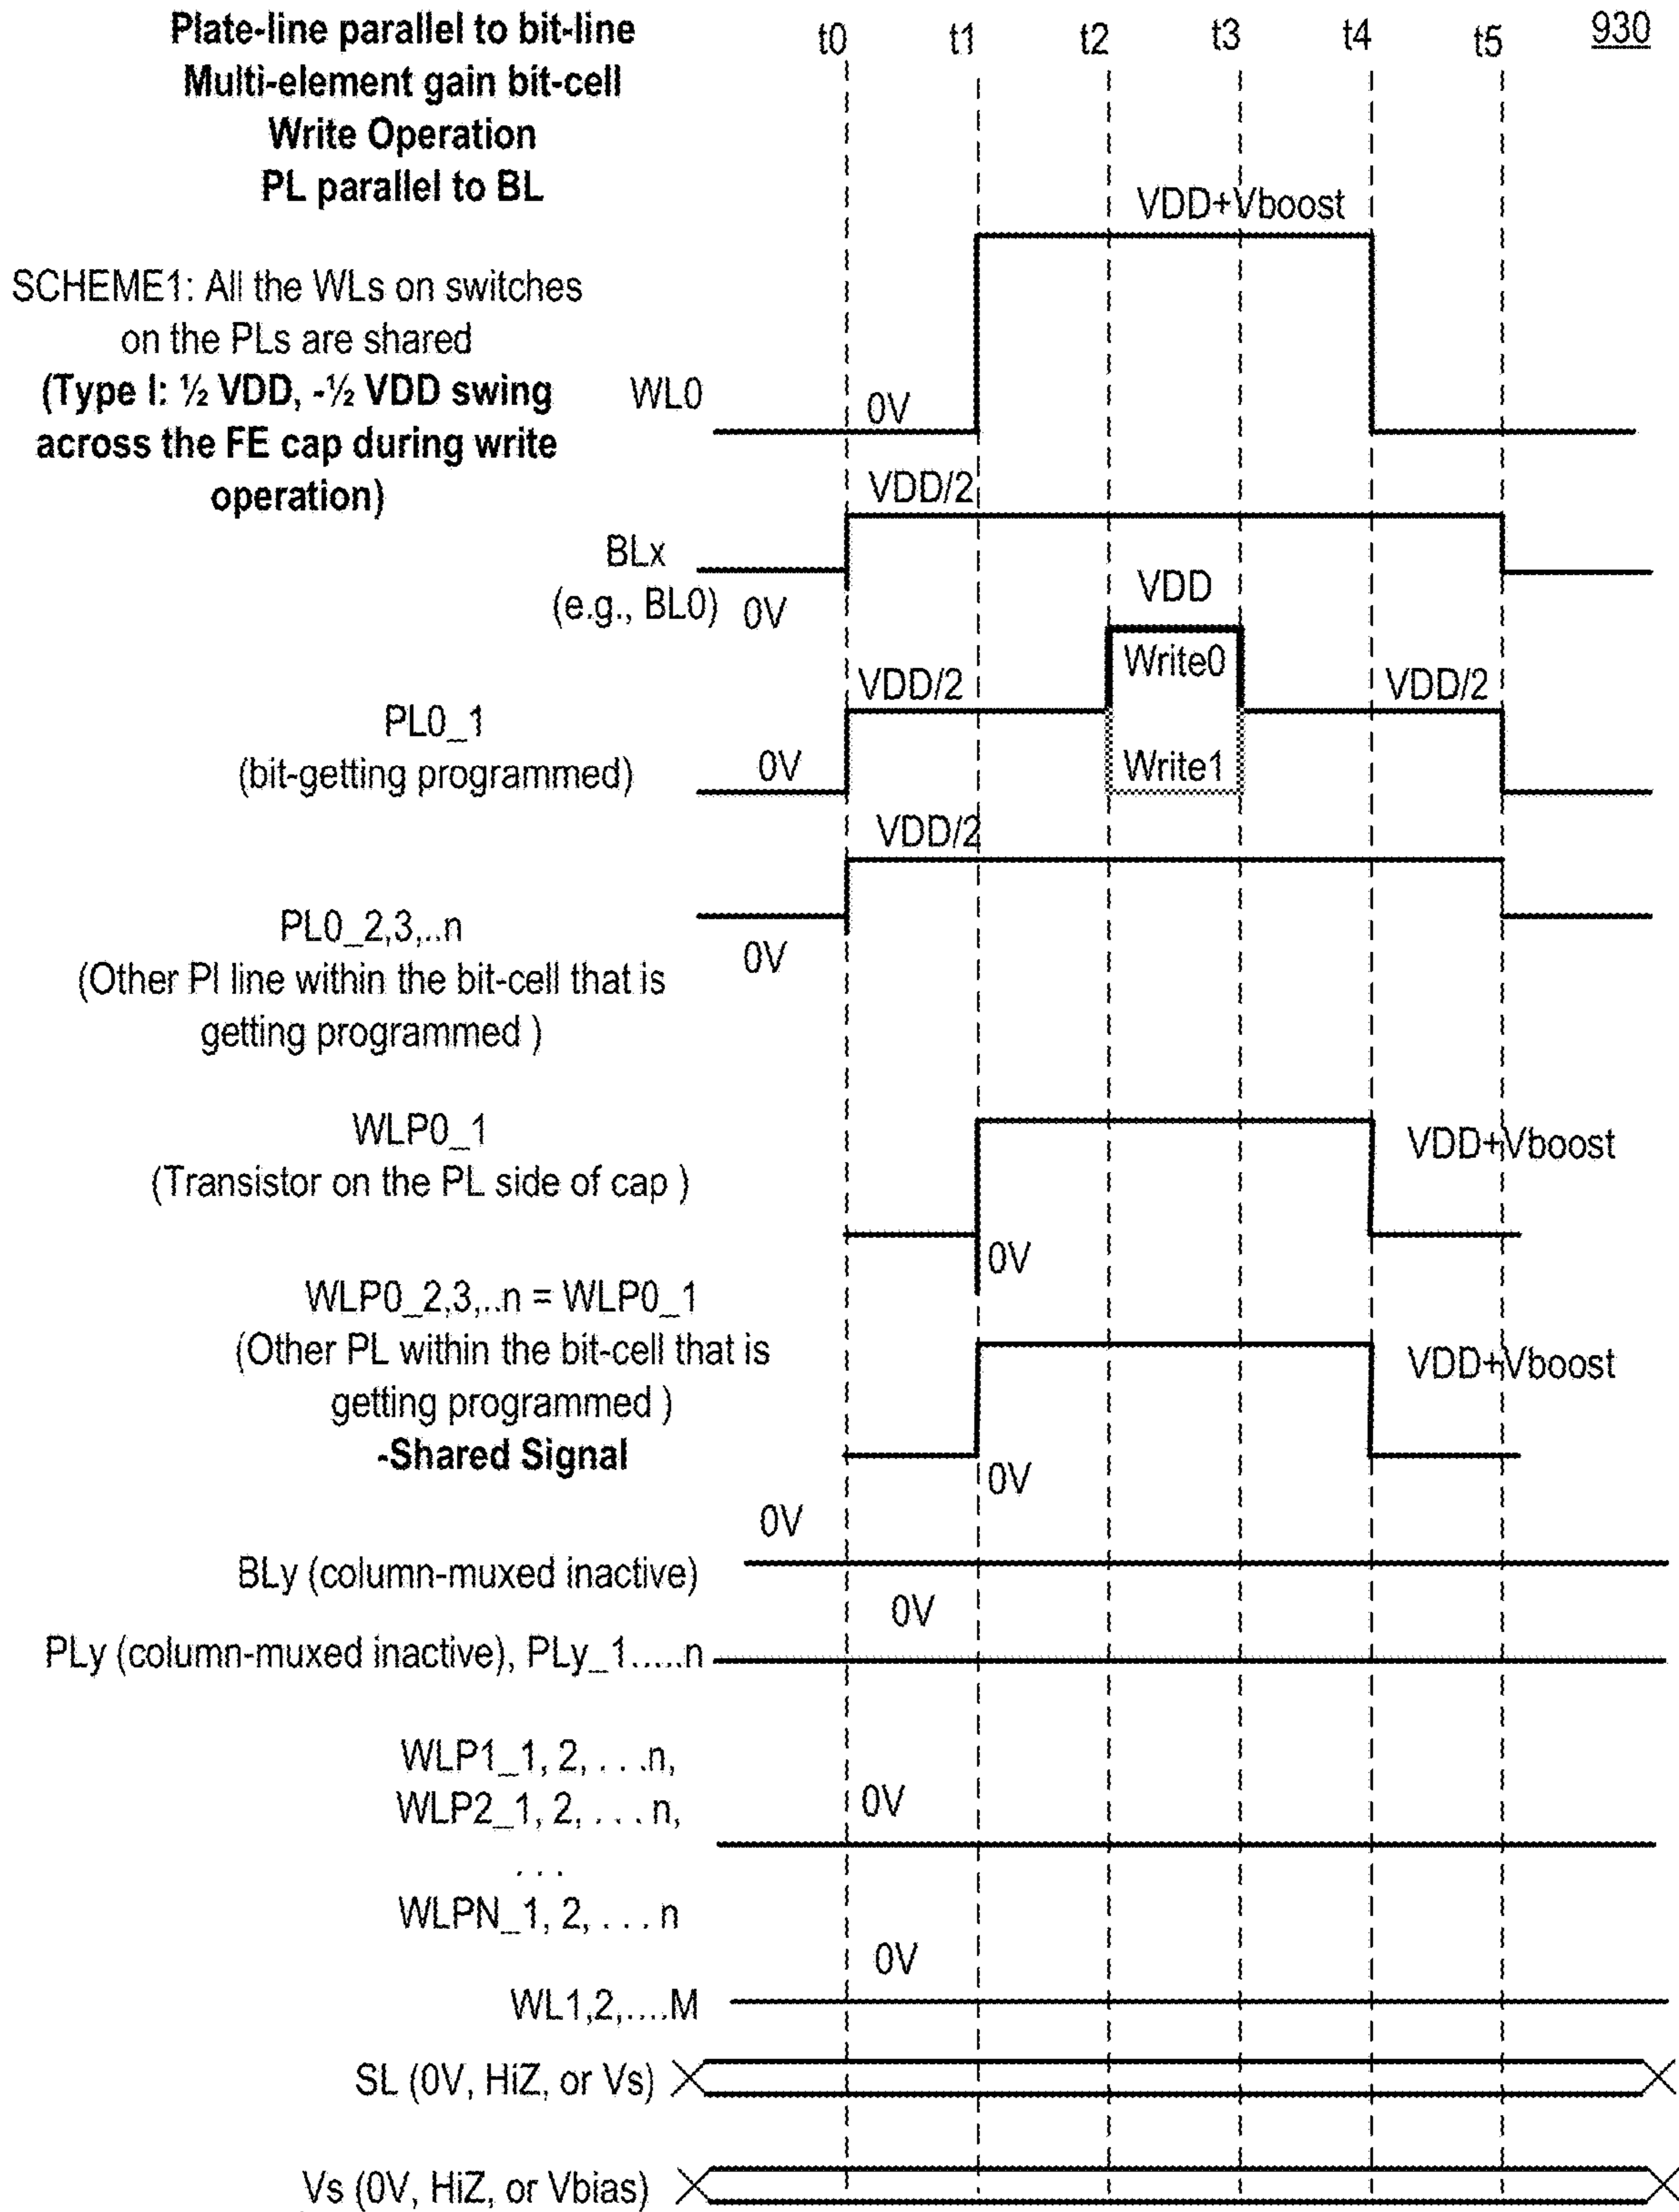 Plate-line parallel to bit-line
Multi-element gain bit-cell
Write Operation
PL parallel to BL
t0 t1 t2 t3 t4 t5 930
SCHEME1: All the WLs on switches
on the PLs are shared
(Type I: ½ VDD, -½ VDD swing
across the FE cap during write
operation)
VDD+Vboost
WL0
0V
VDD/2
BLx
(e.g., BL0) 0V
VDD
Write0
VDD/2
VDD/2
PL0_1
(bit-getting programmed)
0V
Write1
VDD/2
PL0_2,3,..n
(Other Pl line within the bit-cell that is
getting programmed )
0V
WLP0_1
(Transistor on the PL side of cap )
VDD+Vboost
0V
WLP0_2,3,..n = WLP0_1
(Other PL within the bit-cell that is
getting programmed )
-Shared Signal
VDD+Vboost
0V
0V
BLy (column-muxed inactive)
0V
PLy (column-muxed inactive), PLy_1.....n
WLP1_1, 2, . . .n,
WLP2_1, 2, . . . n,
. . .
WLPN_1, 2, . . . n
0V
0V
WL1,2,....M
SL (0V, HiZ, or Vs)
Vs (0V, HiZ, or Vbias)